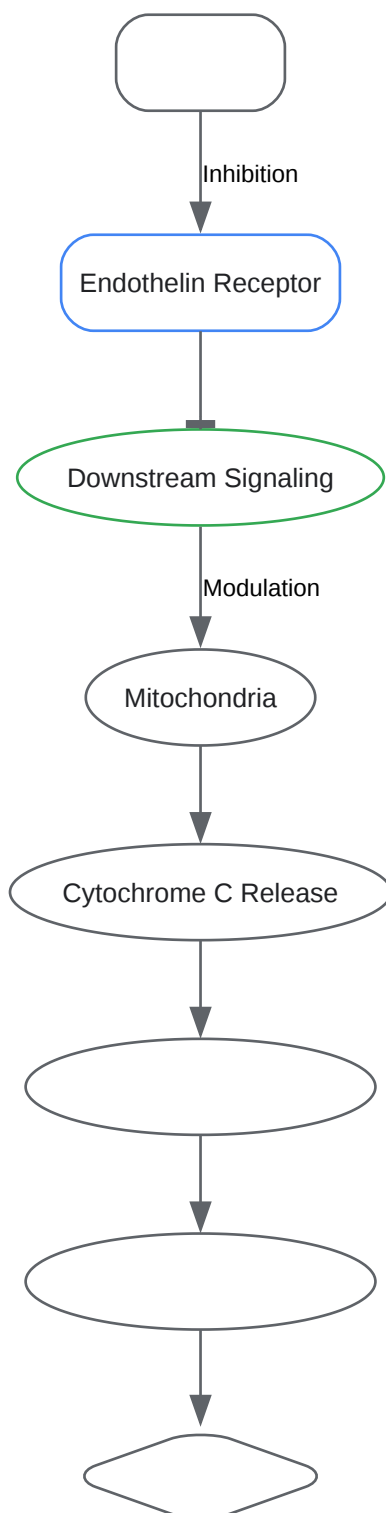 Inhibition
Endothelin Receptor
Downstream Signaling
Modulation
Mitochondria
Cytochrome C Release